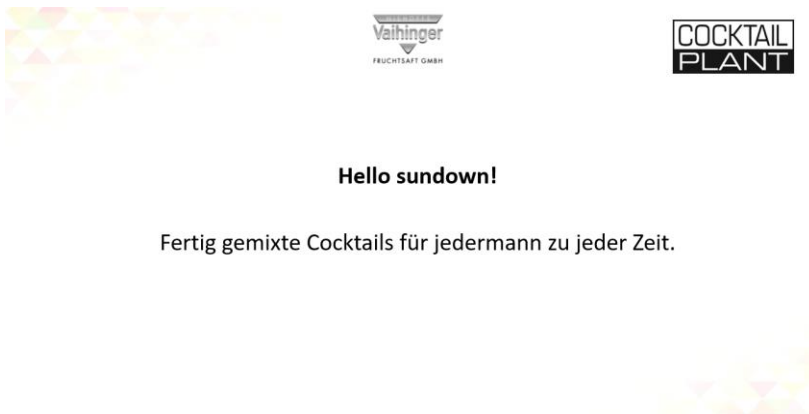 Vaihinger
FRUCHTSAFT GMBH
COCKTAIL
PLANT
Hello sundown!
Fertig gemixte Cocktails für jedermann zu jeder Zeit.